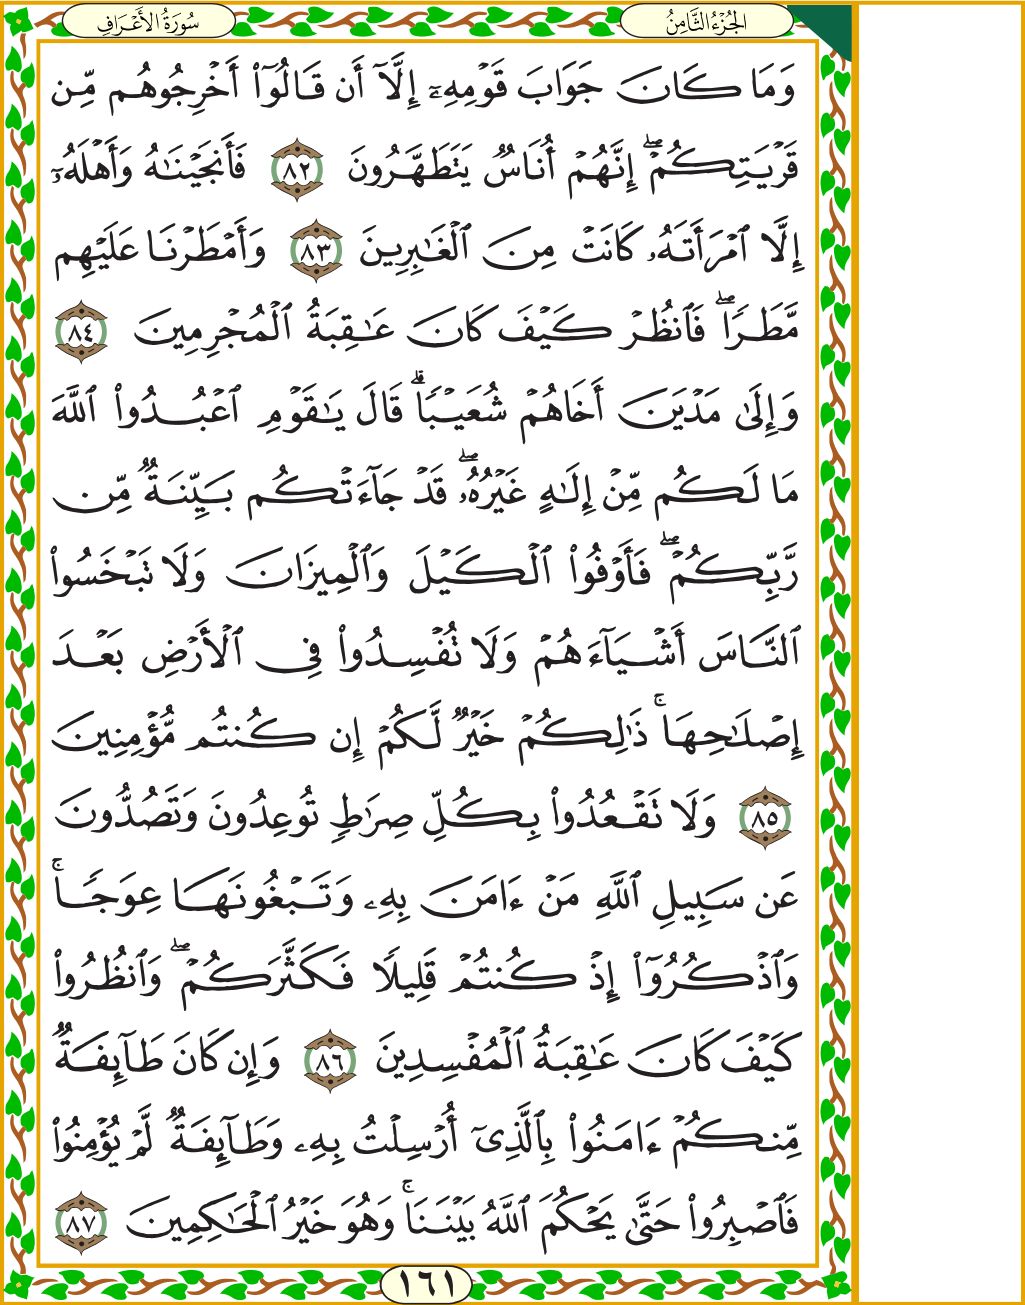 الجُزْءُ الثَّامِنُ
سُورَةُ الأَعْرَافِ
وَمَا كَانَ جَوَابَ قَوْمِهِۦٓ إِلَّآ أَن قَالُوٓا۟ أَخْرِجُوهُم مِّن
قَرْيَتِكُمْ ۖ إِنَّهُمْ أُنَاسٌ يَتَطَهَّرُونَ ٨٢ فَأَنجَيْنَـٰهُ وَأَهْلَهُۥٓ
إِلَّا ٱمْرَأَتَهُۥ كَانَتْ مِنَ ٱلْغَـٰبِرِينَ ٨٣ وَأَمْطَرْنَا عَلَيْهِم
مَّطَرًا ۖ فَٱنظُرْ كَيْفَ كَانَ عَـٰقِبَةُ ٱلْمُجْرِمِينَ ٨٤
وَإِلَىٰ مَدْيَنَ أَخَاهُمْ شُعَيْبًا ۗ قَالَ يَـٰقَوْمِ ٱعْبُدُوا۟ ٱللَّهَ
مَا لَكُم مِّنْ إِلَـٰهٍ غَيْرُهُۥ ۖ قَدْ جَآءَتْكُم بَيِّنَةٌ مِّن
رَّبِّكُمْ ۖ فَأَوْفُوا۟ ٱلْكَيْلَ وَٱلْمِيزَانَ وَلَا تَبْخَسُوا۟
ٱلنَّاسَ أَشْيَآءَهُمْ وَلَا تُفْسِدُوا۟ فِى ٱلْأَرْضِ بَعْدَ
إِصْلَـٰحِهَا ۚ ذَٰلِكُمْ خَيْرٌ لَّكُمْ إِن كُنتُم مُّؤْمِنِينَ
٨٥ وَلَا تَقْعُدُوا۟ بِكُلِّ صِرَٰطٍ تُوعِدُونَ وَتَصُدُّونَ
عَن سَبِيلِ ٱللَّهِ مَنْ ءَامَنَ بِهِۦ وَتَبْغُونَهَا عِوَجًا ۚ
وَٱذْكُرُوٓا۟ إِذْ كُنتُمْ قَلِيلًا فَكَثَّرَكُمْ ۖ وَٱنظُرُوا۟
كَيْفَ كَانَ عَـٰقِبَةُ ٱلْمُفْسِدِينَ ٨٦ وَإِن كَانَ طَآئِفَةٌ
مِّنكُمْ ءَامَنُوا۟ بِٱلَّذِىٓ أُرْسِلْتُ بِهِۦ وَطَآئِفَةٌ لَّمْ يُؤْمِنُوا۟
فَٱصْبِرُوا۟ حَتَّىٰ يَحْكُمَ ٱللَّهُ بَيْنَنَا ۚ وَهُوَ خَيْرُ ٱلْحَـٰكِمِينَ ٨٧
١٦١